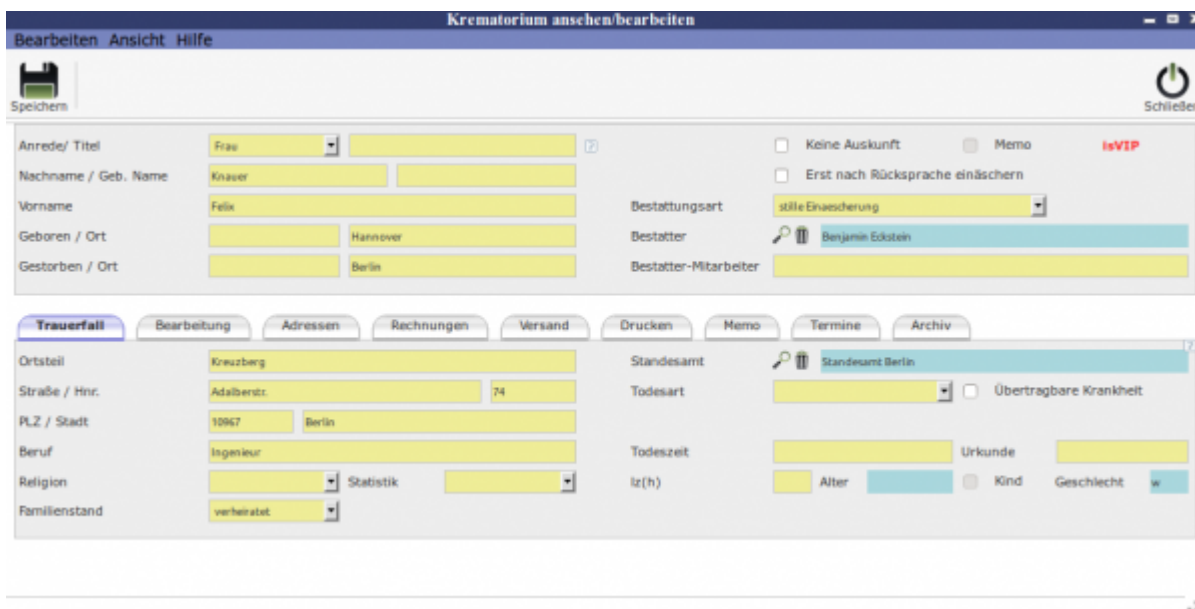 Krematorium ansehen/bearbeiten
Bearbeiten Ansicht Hilfe
Speichern
Schließen
Anrede/ Titel Frau Keine Auskunft Memo isVIP
Nachname / Geb. Name Knauer Erst nach Rücksprache einäschern
Vorname Felix Bestattungsart stille Einaescherung
Geboren / Ort Hannover Bestatter Benjamin Eckstein
Gestorben / Ort Berlin Bestatter-Mitarbeiter
Trauerfall Bearbeitung Adressen Rechnungen Versand Drucken Memo Termine Archiv
Ortsteil Kreuzberg Standesamt Standesamt Berlin
Straße / Hnr. Adalberstr. 74 Todesart Übertragbare Krankheit
PLZ / Stadt 10967 Berlin
Beruf Ingenieur Todeszeit Urkunde
Religion Statistik Iz(h) Alter Kind Geschlecht w
Familienstand verheiratet